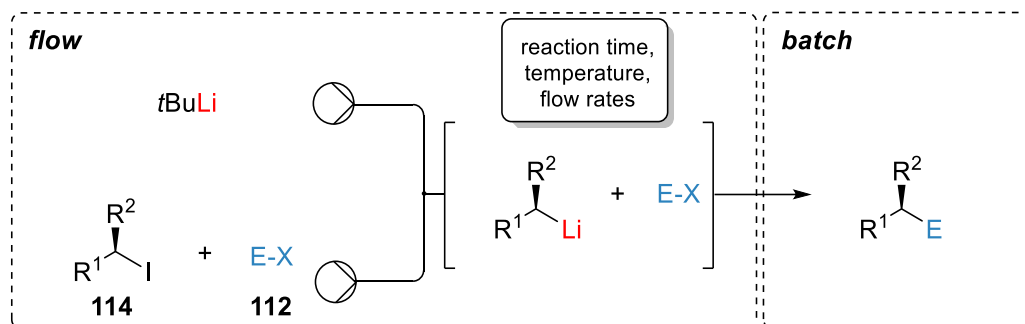 flow
batch
reaction time,
temperature,
flow rates
tBuLi
R2
R1
I
114
+
E-X
112
R2
R1
Li
+
E-X
R2
R1
E